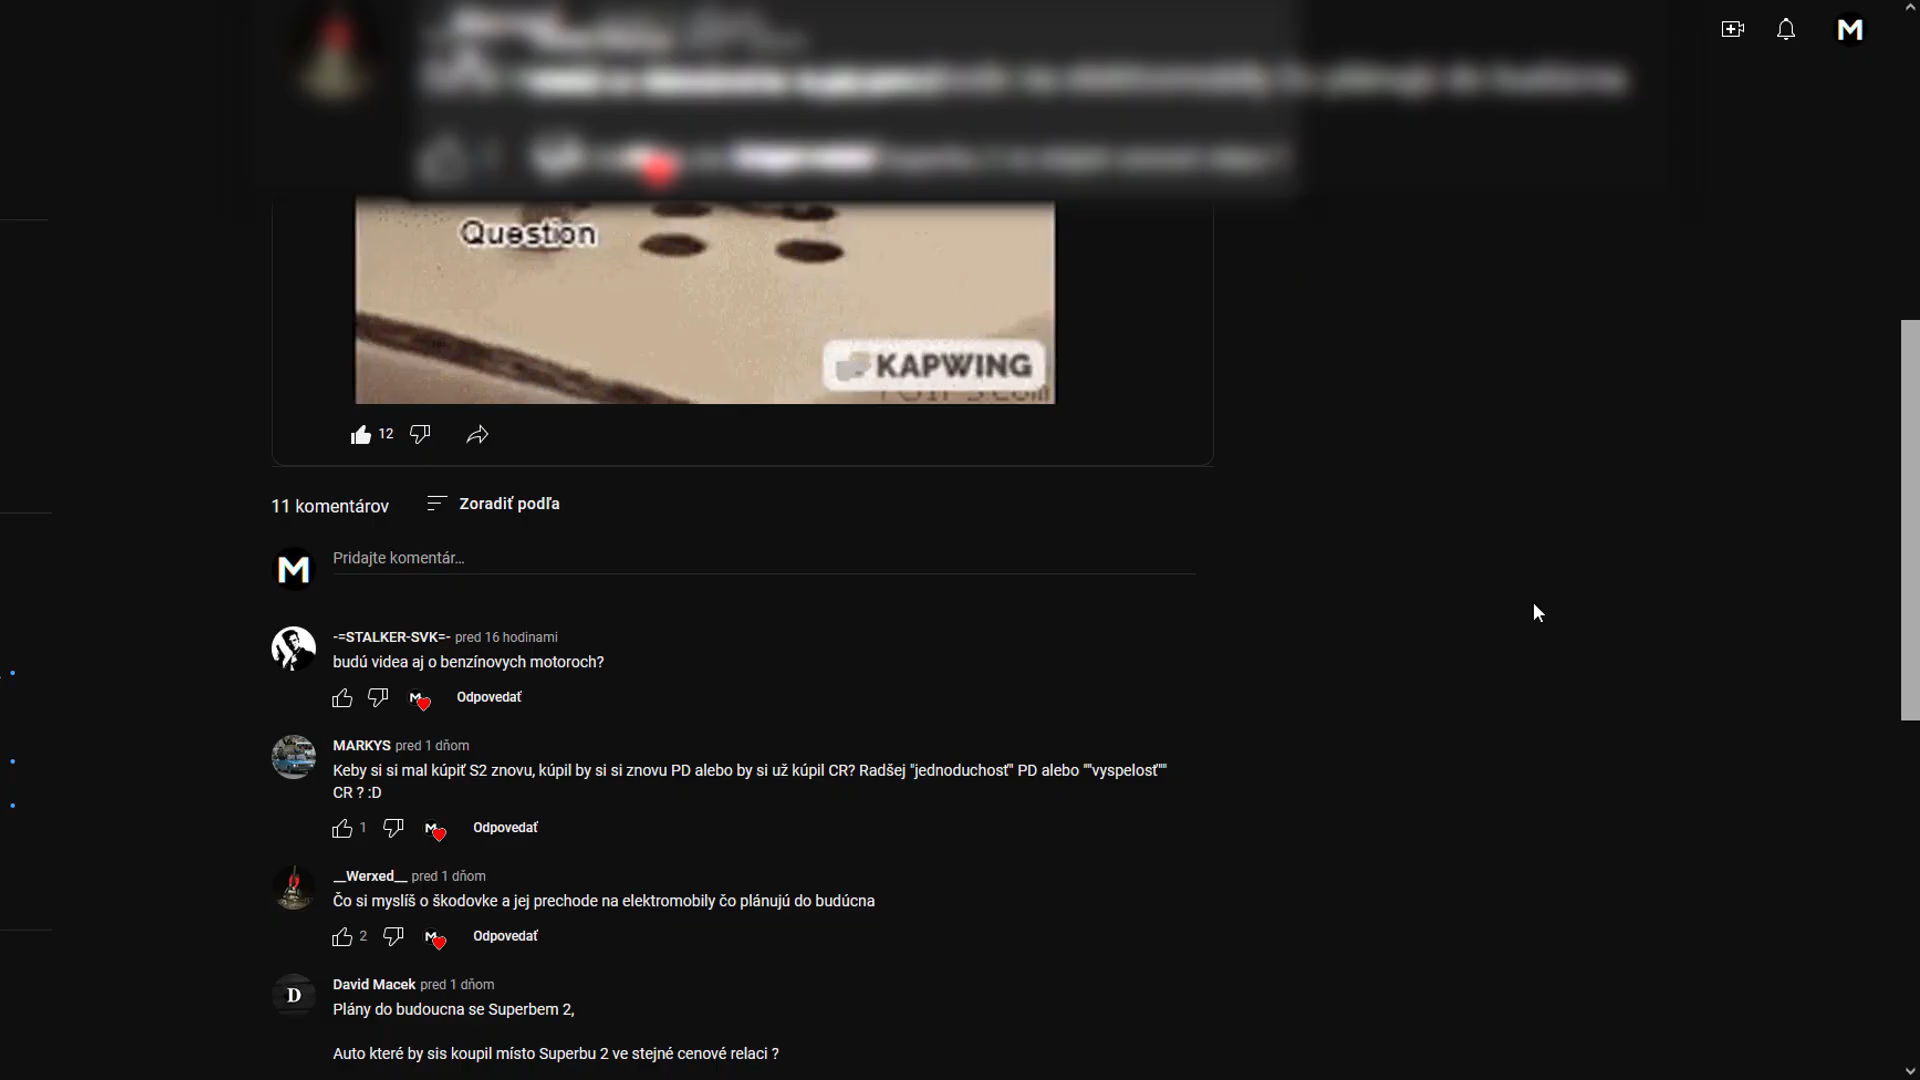 M
Question
KAPWING
12
11 komentárov
Zoradiť podľa
M
Pridajte komentár...
-=STALKER-SVK=- pred 16 hodinami
budú videa aj o benzínovych motoroch?
M Odpovedať
MARKYS pred 1 dňom
Keby si si mal kúpiť S2 znovu, kúpil by si si znovu PD alebo by si už kúpil CR? Radšej "jednoduchosť" PD alebo ""vyspelosť""
CR ? :D
1 M Odpovedať
__Werxed__ pred 1 dňom
Čo si myslíš o škodovke a jej prechode na elektromobily čo plánujú do budúcna
2 M Odpovedať
D
David Macek pred 1 dňom
Plány do budoucna se Superbem 2,
Auto které by sis koupil místo Superbu 2 ve stejné cenové relaci ?